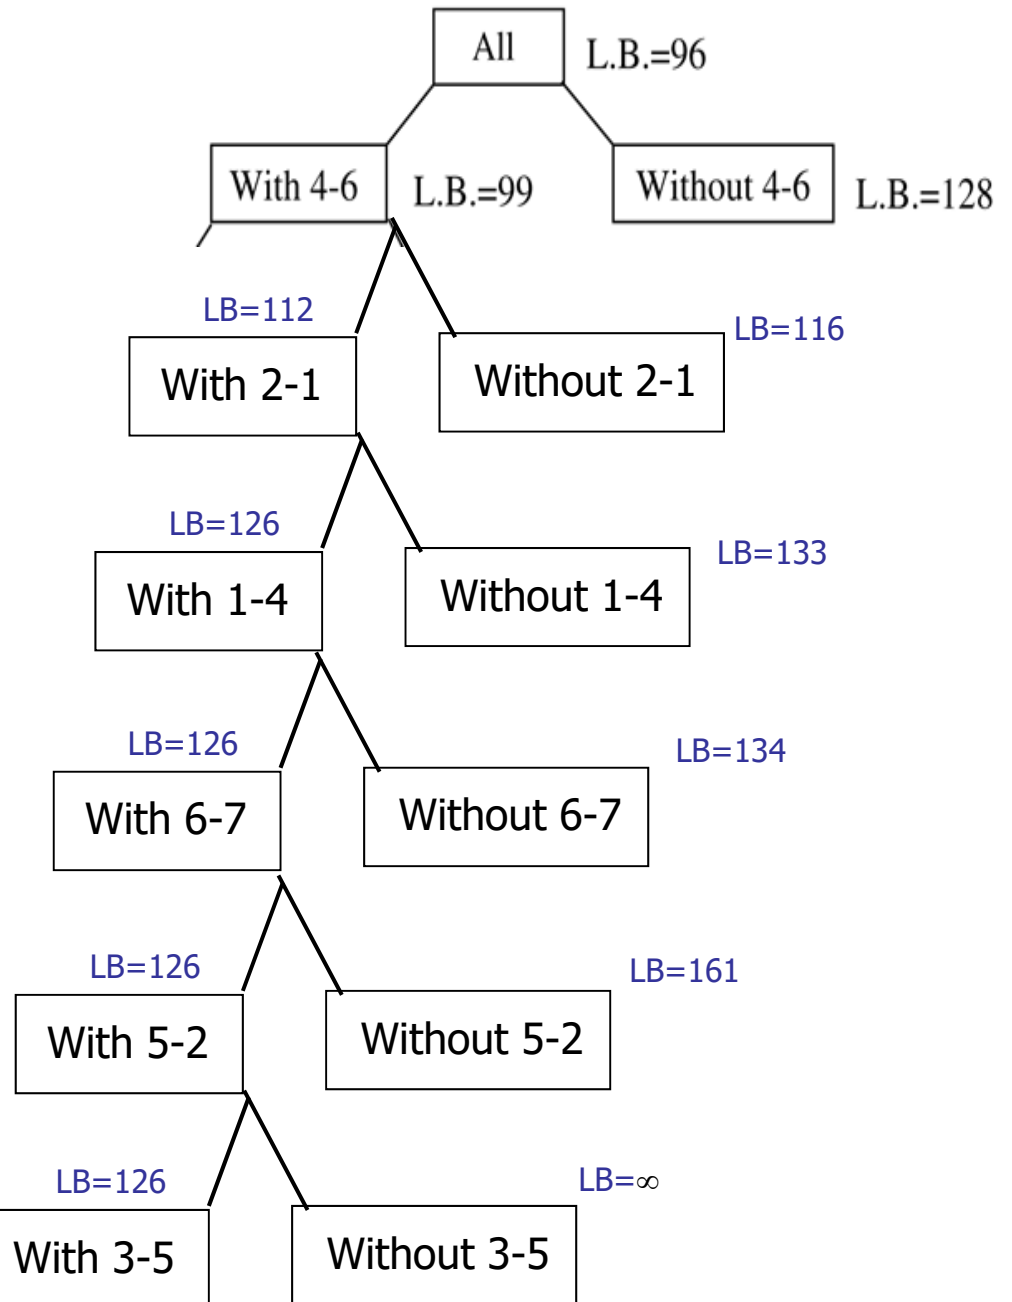 All
L.B.=96
With 4-6
L.B.=99
Without 4-6
L.B.=128
LB=112
With 2-1
LB=116
Without 2-1
LB=126
With 1-4
LB=133
Without 1-4
LB=126
With 6-7
LB=134
Without 6-7
LB=126
With 5-2
LB=161
Without 5-2
LB=126
With 3-5
LB=∞
Without 3-5